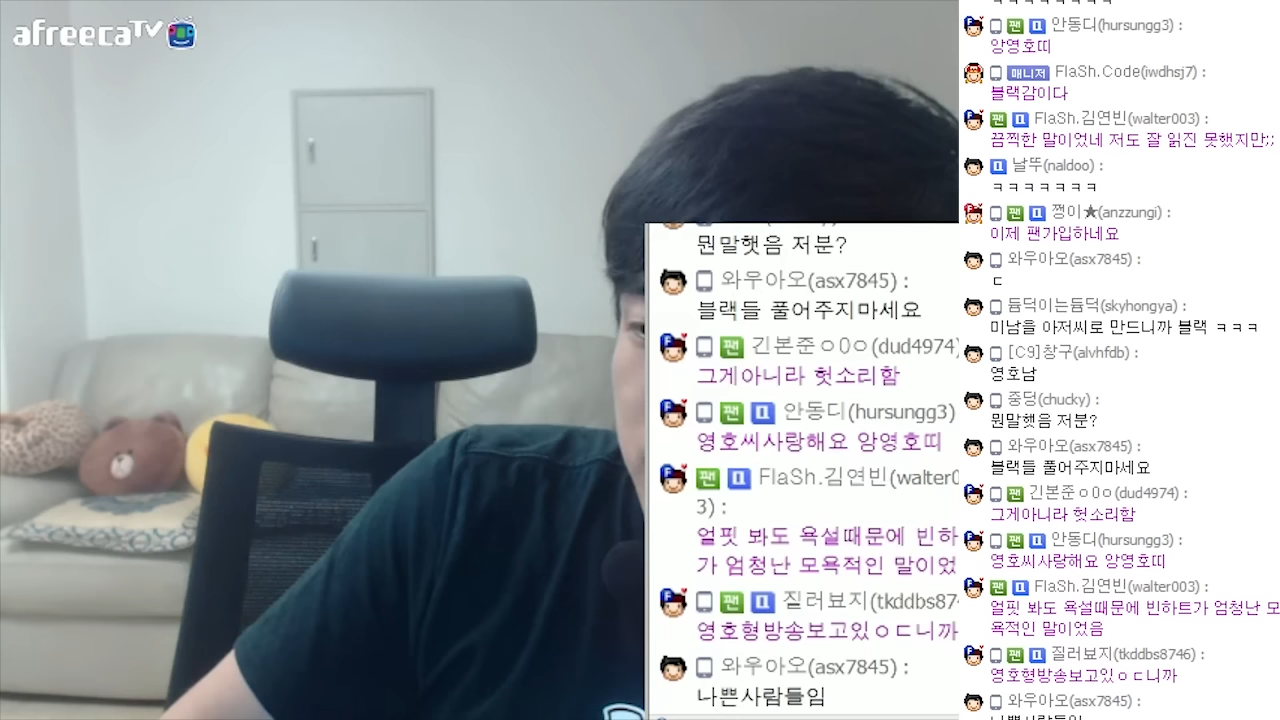 afreecaTV
뭔말햇음 저분?
와우아오(asx7845) :
블랙들 풀어주지마세요
팬 긴본준ㅇ0ㅇ(dud4974)
그게아니라 헛소리함
팬 안동디(hursungg3)
영호씨사랑해요 앙영호띠
팬 FlaSh.김연빈(walter0
3) :
얼핏 봐도 욕설때문에 빈하
가 엄청난 모욕적인 말이었
팬 질러뵤지(tkddbs87
영호형방송보고있ㅇㄷ니까
와우아오(asx7845) :
나쁜사람들임
팬 안동디(hursungg3) :
앙영호띠
매니저 FlaSh.Code(iwdhsj7) :
블랙감이다
팬 FlaSh.김연빈(walter003) :
끔찍한 말이었네 저도 잘 읽진 못했지만;;
날뚜(naldoo) :
ㅋㅋㅋㅋㅋㅋㅋ
팬 쩡이★(anzzungi) :
이제 팬가입하네요
와우아오(asx7845) :
ㄷ
듐덕이는듐덕(skyhongya) :
미남을 아저씨로 만드니까 블랙 ㅋㅋㅋ
[C9]창구(alvhfdb) :
영호남
중덩(chucky) :
뭔말햇음 저분?
와우아오(asx7845) :
블랙들 풀어주지마세요
팬 긴본준ㅇ0ㅇ(dud4974) :
그게아니라 헛소리함
팬 안동디(hursungg3) :
영호씨사랑해요 앙영호띠
팬 FlaSh.김연빈(walter003) :
얼핏 봐도 욕설때문에 빈하트가 엄청난 모
욕적인 말이었음
팬 질러뵤지(tkddbs8746) :
영호형방송보고있ㅇㄷ니까
와우아오(asx7845) :